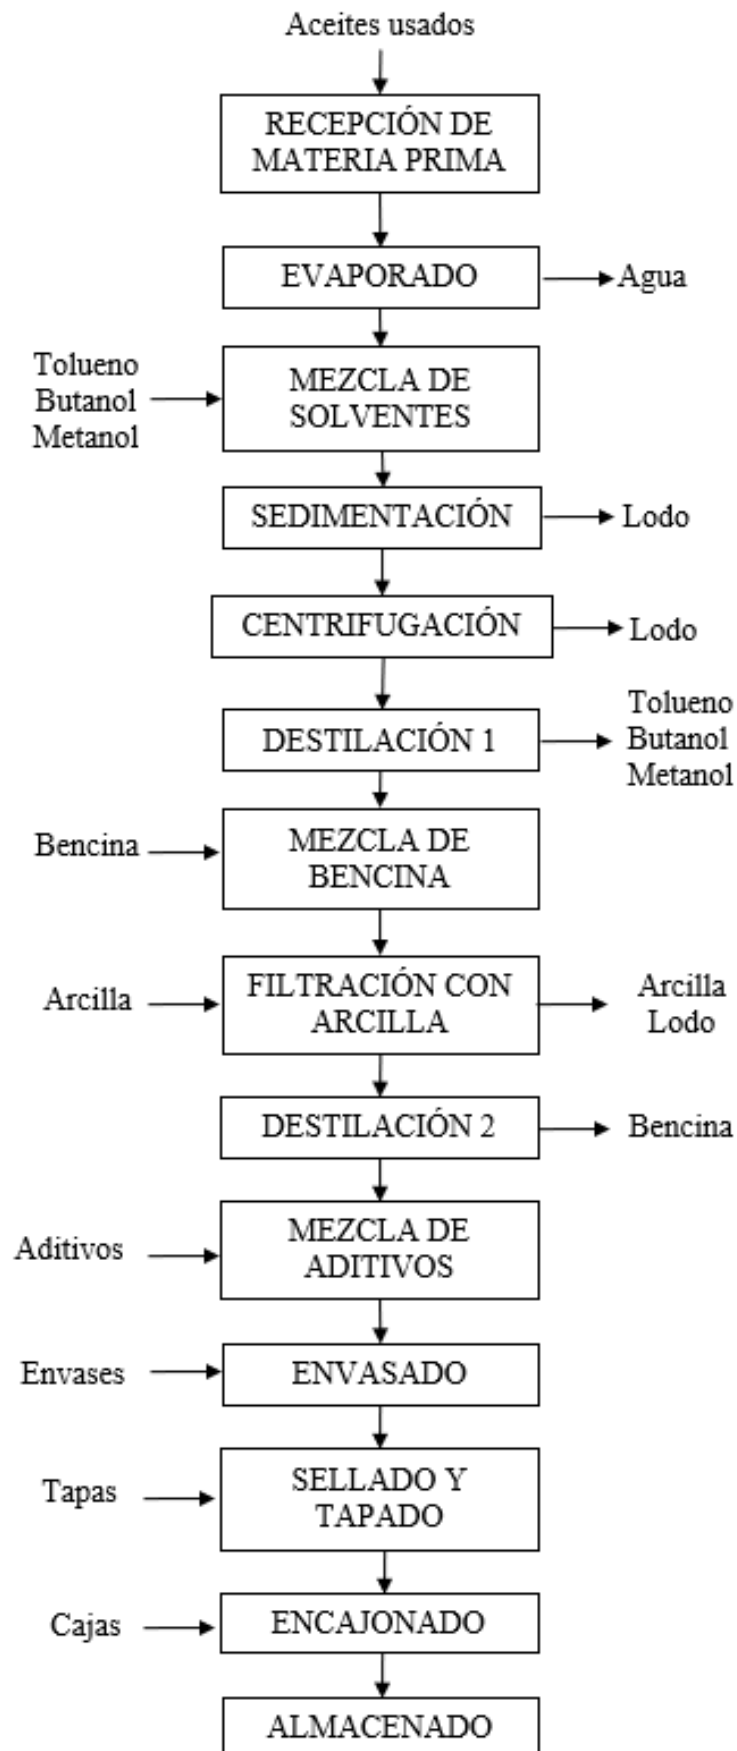 Aceites usados
RECEPCIÓN DE
MATERIA PRIMA
EVAPORADO
Agua
Tolueno
Butanol
Metanol
MEZCLA DE
SOLVENTES
SEDIMENTACIÓN
Lodo
CENTRIFUGACIÓN
Lodo
DESTILACIÓN 1
Tolueno
Butanol
Metanol
Bencina
MEZCLA DE
BENCINA
Arcilla
FILTRACIÓN CON
ARCILLA
Arcilla
Lodo
DESTILACIÓN 2
Bencina
Aditivos
MEZCLA DE
ADITIVOS
Envases
ENVASADO
Tapas
SELLADO Y
TAPADO
Cajas
ENCAJONADO
ALMACENADO